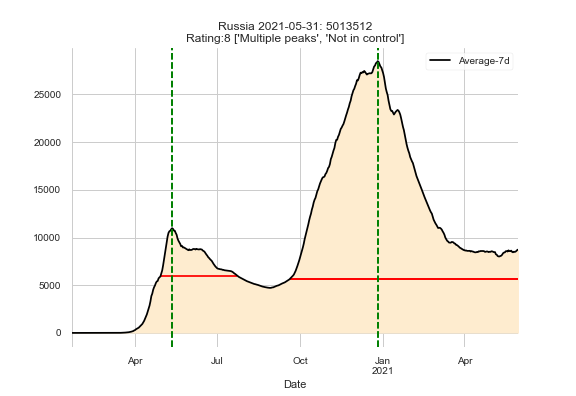 Russia 2021-05-31: 5013512
Rating:8 ['Multiple peaks', 'Not in control']
Average-7d
25000
20000
15000
10000
5000
0
Apr
Jul
Oct
Jan
2021
Apr
Date